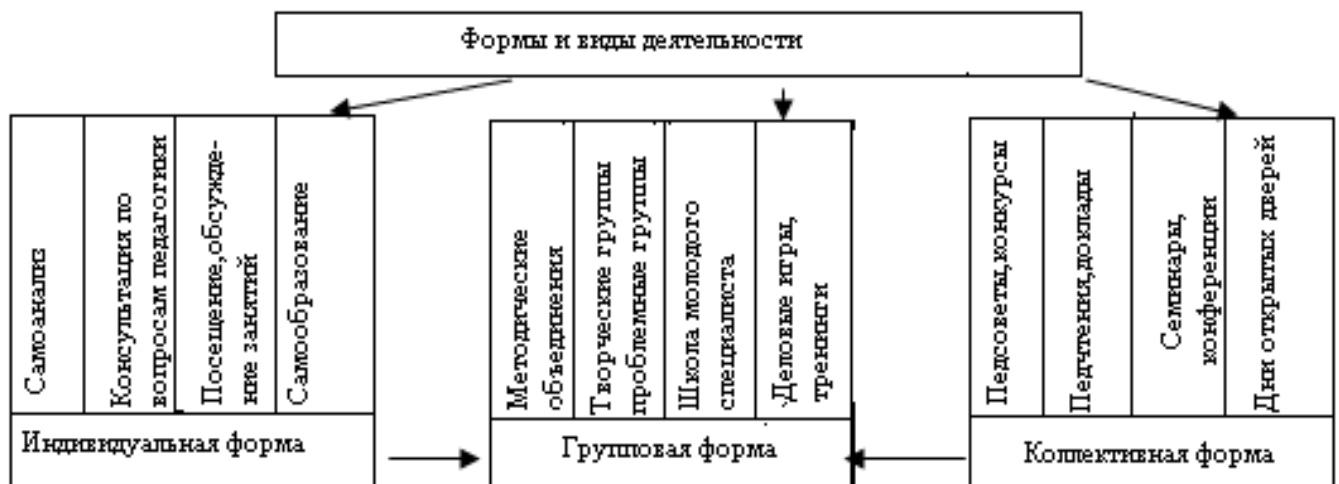 Формы и виды деятельности
Самоанализ
Консультация по
вопросам педагогики
Посещение,обсужде-
ние занятий
Самообразование
Индивидуальная форма
Методические
объединения
Творческие группы
проблемные группы
Школа молодого
специалиста
Деловые игры,
тренинги
Групповая форма
Педсоветы,конкурсы
Педчтения,доклады
Семинары,
конференции
Дни открытых дверей
Коллективная форма